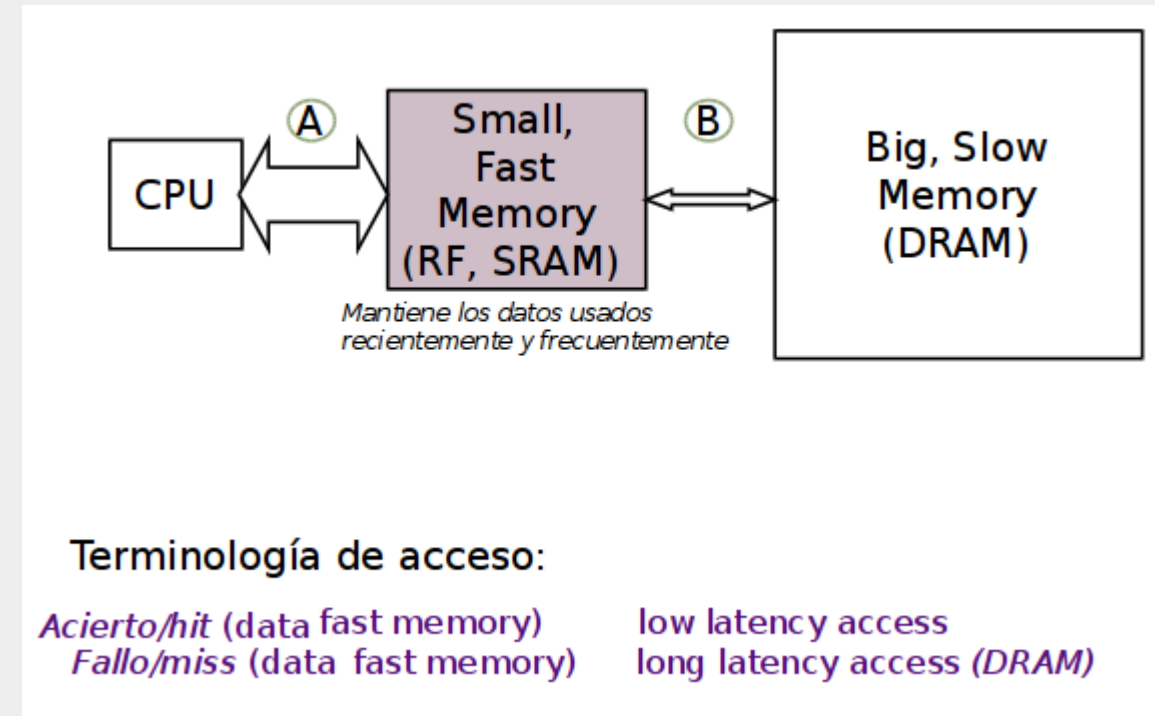 CPU
A
Small,
Fast
Memory
(RF, SRAM)
Mantiene los datos usados
recientemente y frecuentemente
B
Big, Slow
Memory
(DRAM)
Terminología de acceso:
Acierto/hit (data fast memory) low latency access
Fallo/miss (data fast memory) long latency access (DRAM)